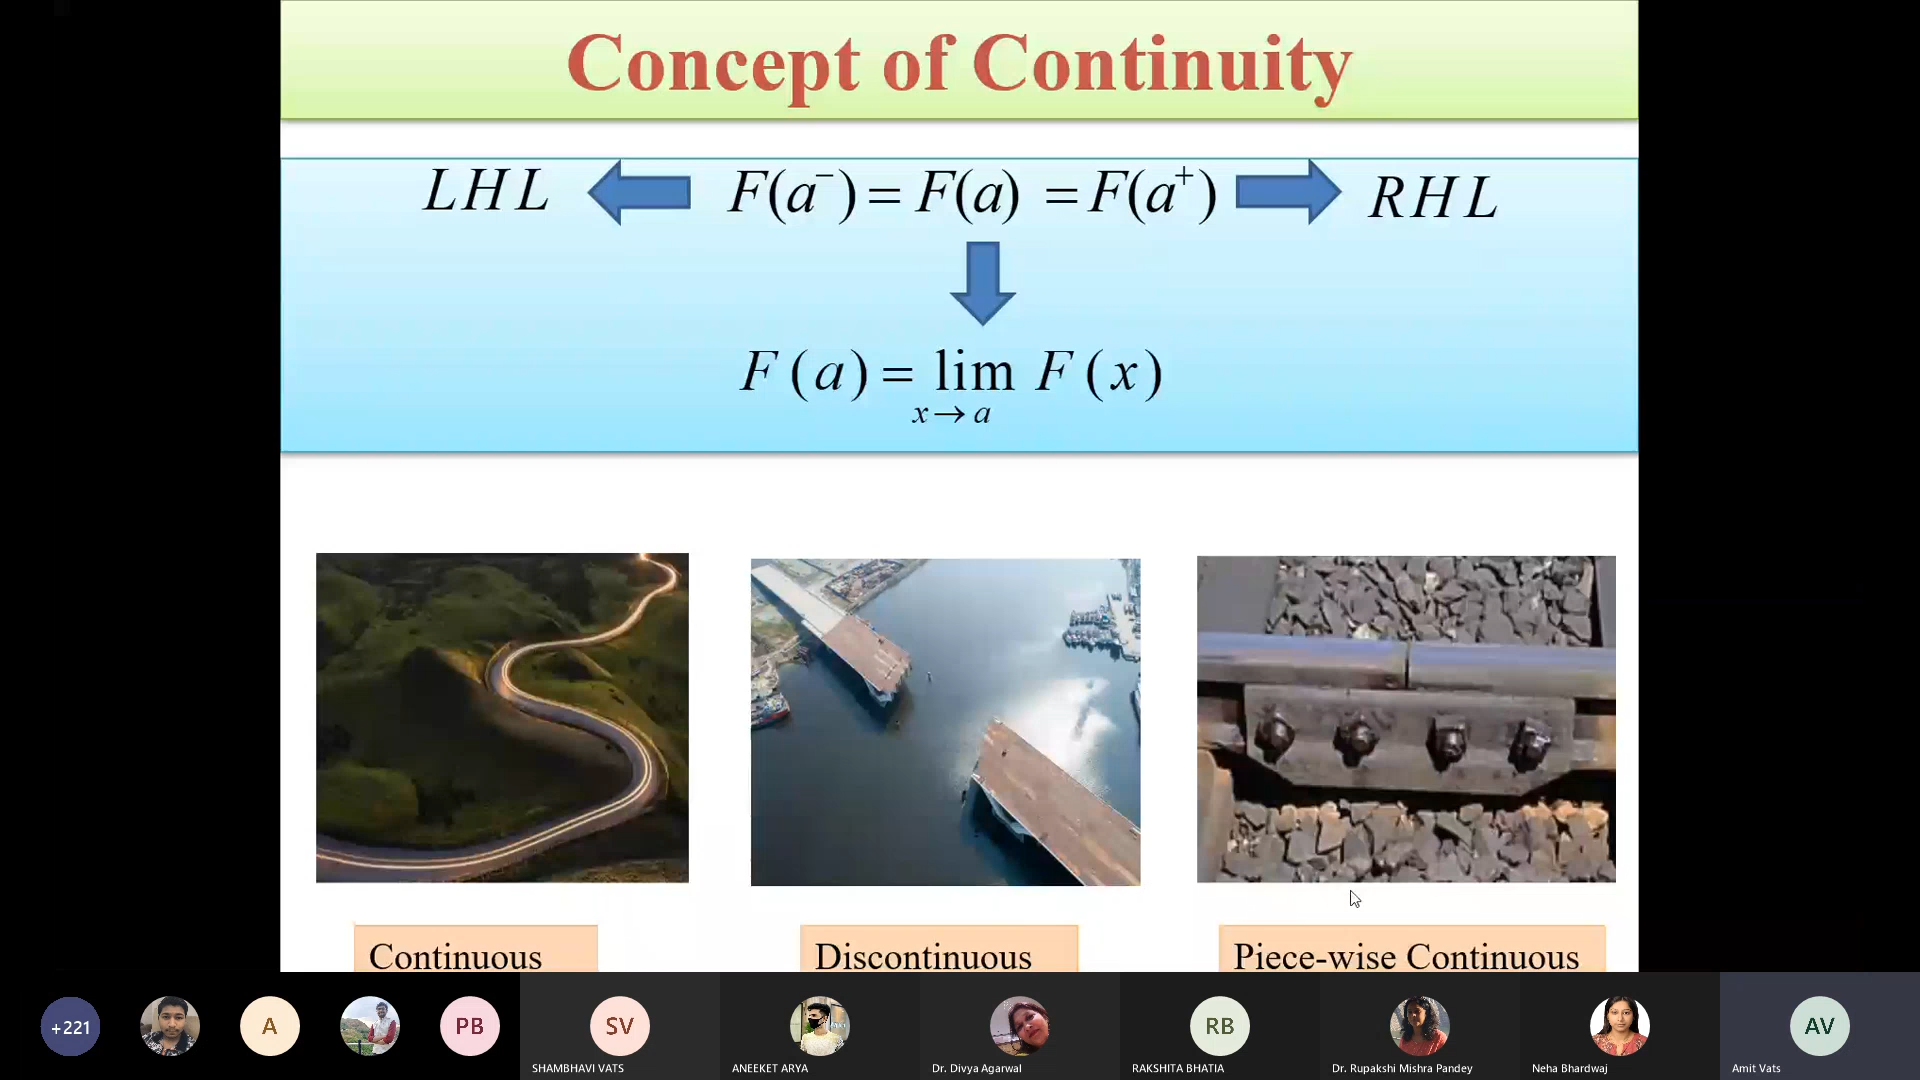 Concept of Continuity
LHL F(a⁻) = F(a) = F(a⁺) RHL
F(a) = lim F(x)
x → a
Continuous
Discontinuous
Piece-wise Continuous
+221
A
PB
SV
RB
AV
SHAMBHAVI VATS
ANEEKET ARYA
Dr. Divya Agarwal
RAKSHITA BHATIA
Dr. Rupakshi Mishra Pandey
Neha Bhardwaj
Amit Vats